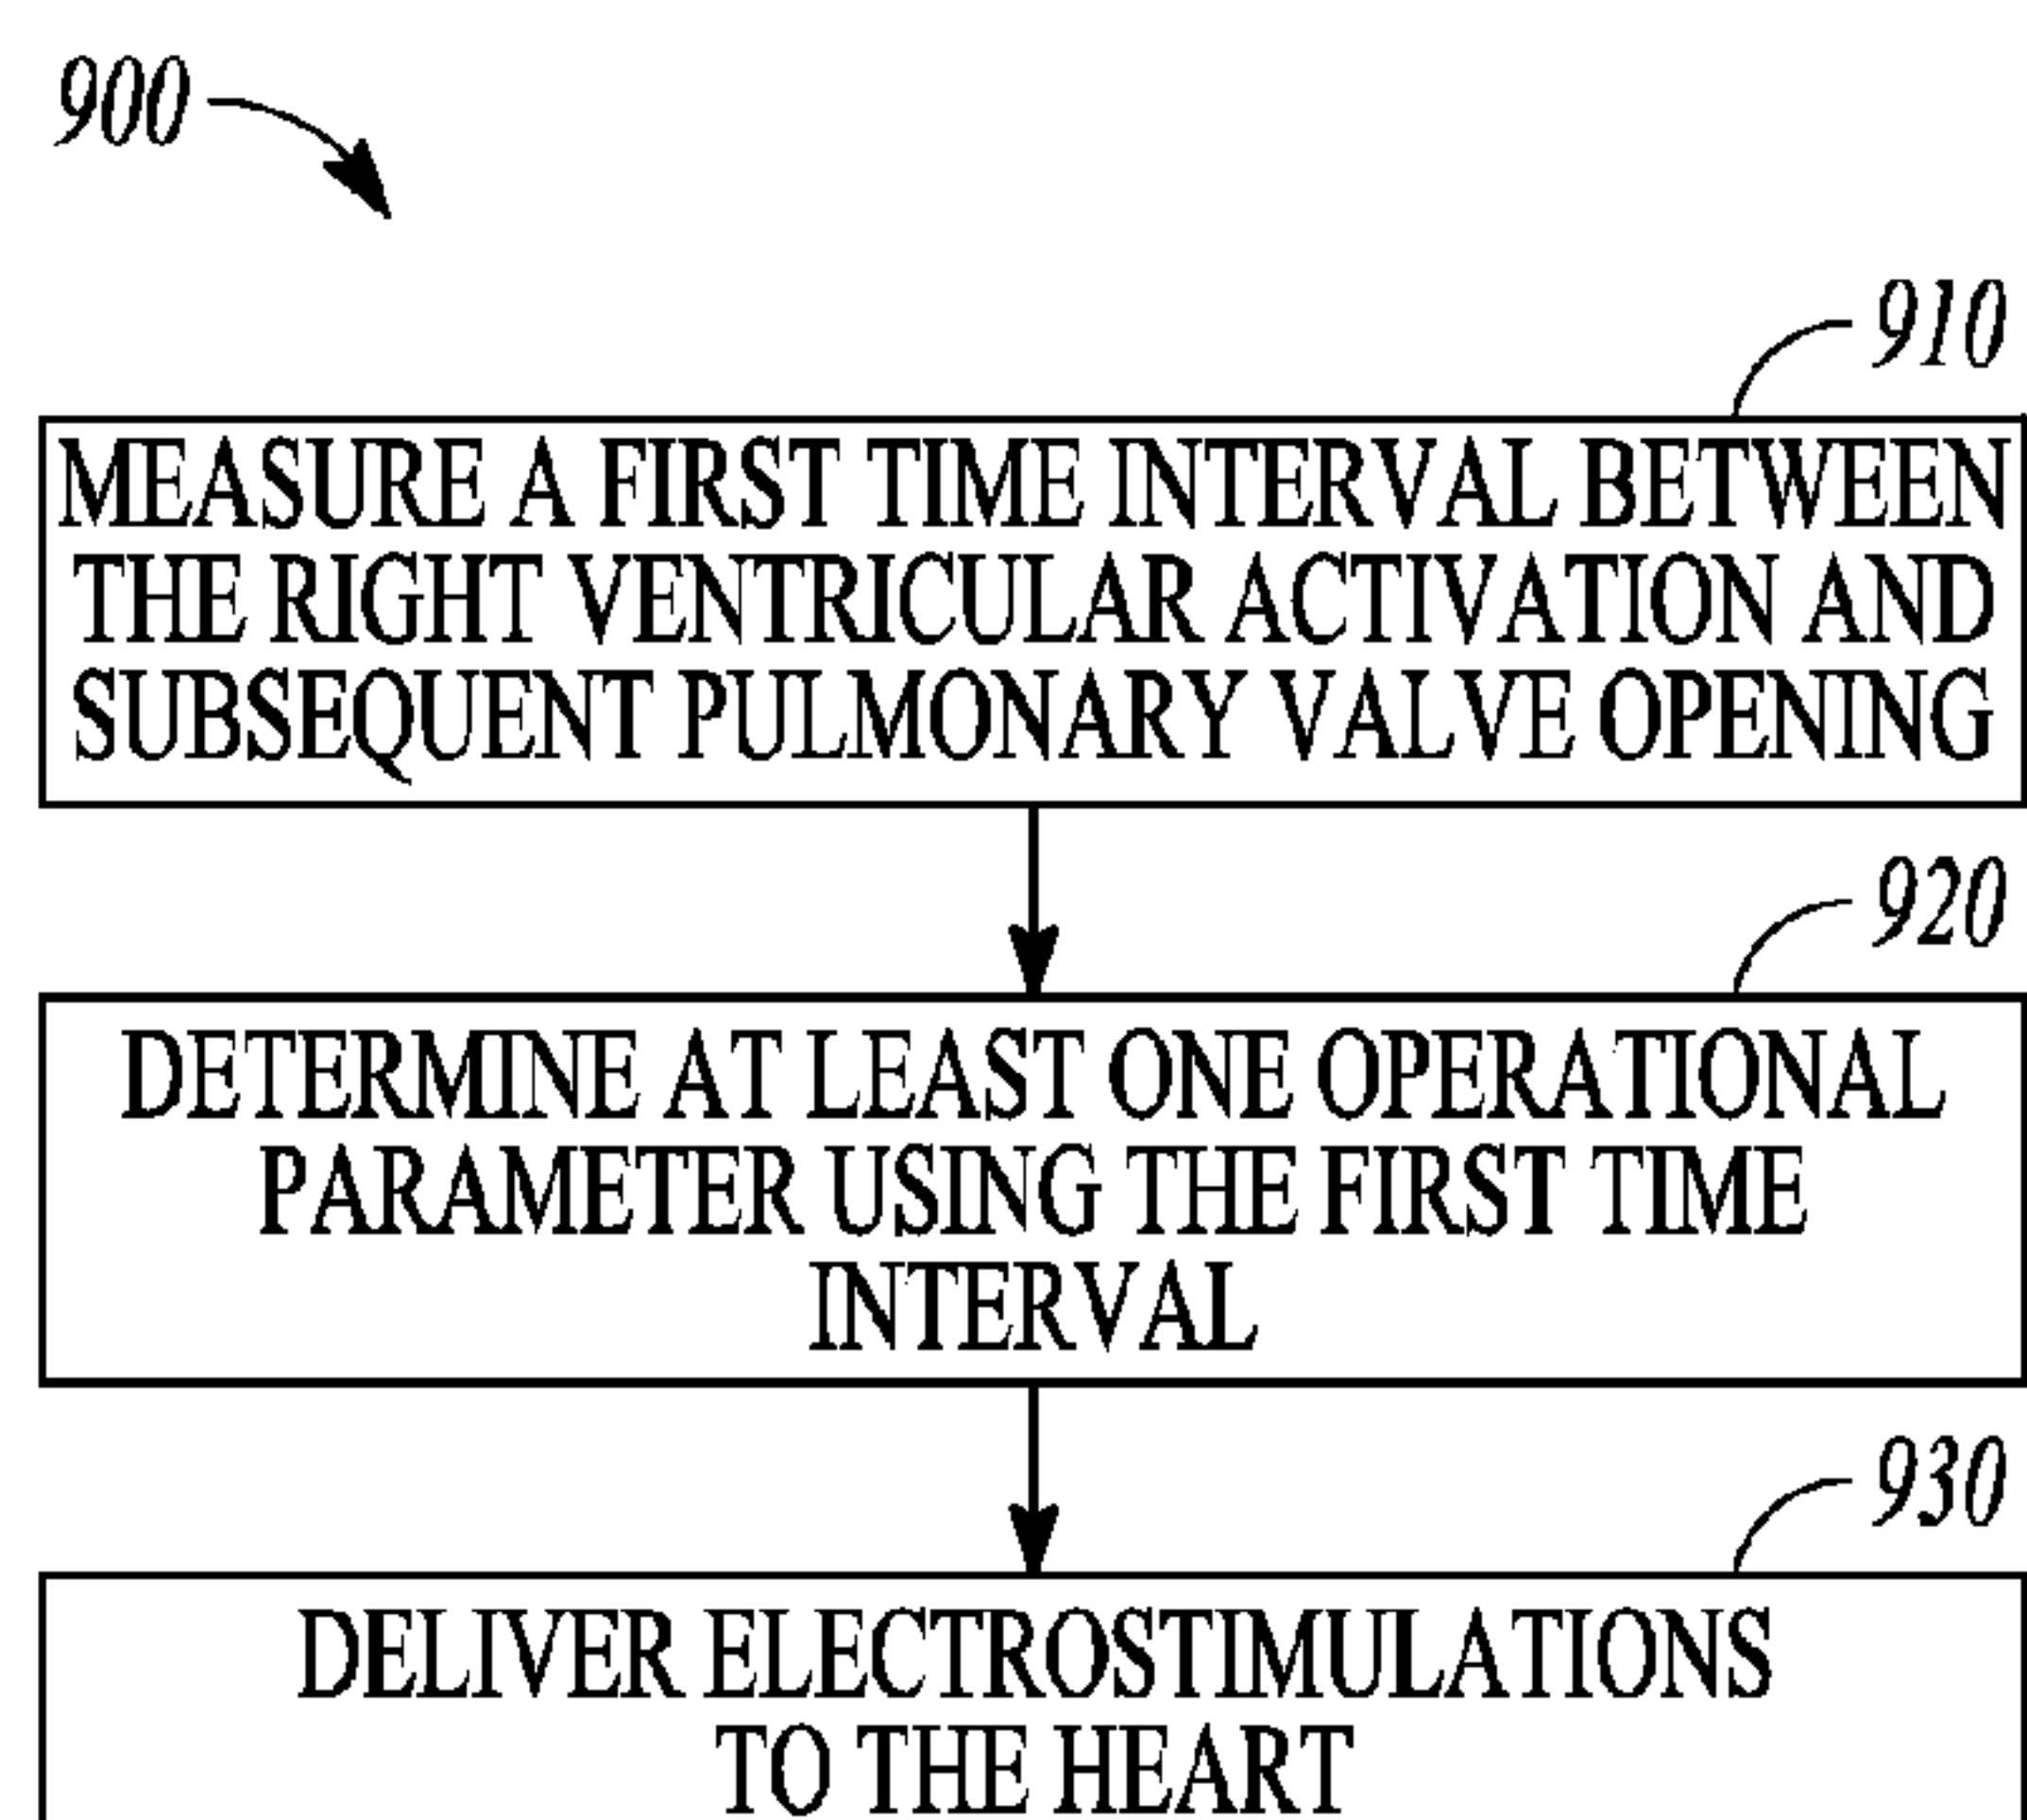 900
910
MEASURE A FIRST TIME INTERVAL BETWEEN
THE RIGHT VENTRICULAR ACTIVATION AND
SUBSEQUENT PULMONARY VALVE OPENING
920
DETERMINE AT LEAST ONE OPERATIONAL
PARAMETER USING THE FIRST TIME
INTERVAL
930
DELIVER ELECTROSTIMULATIONS
TO THE HEART